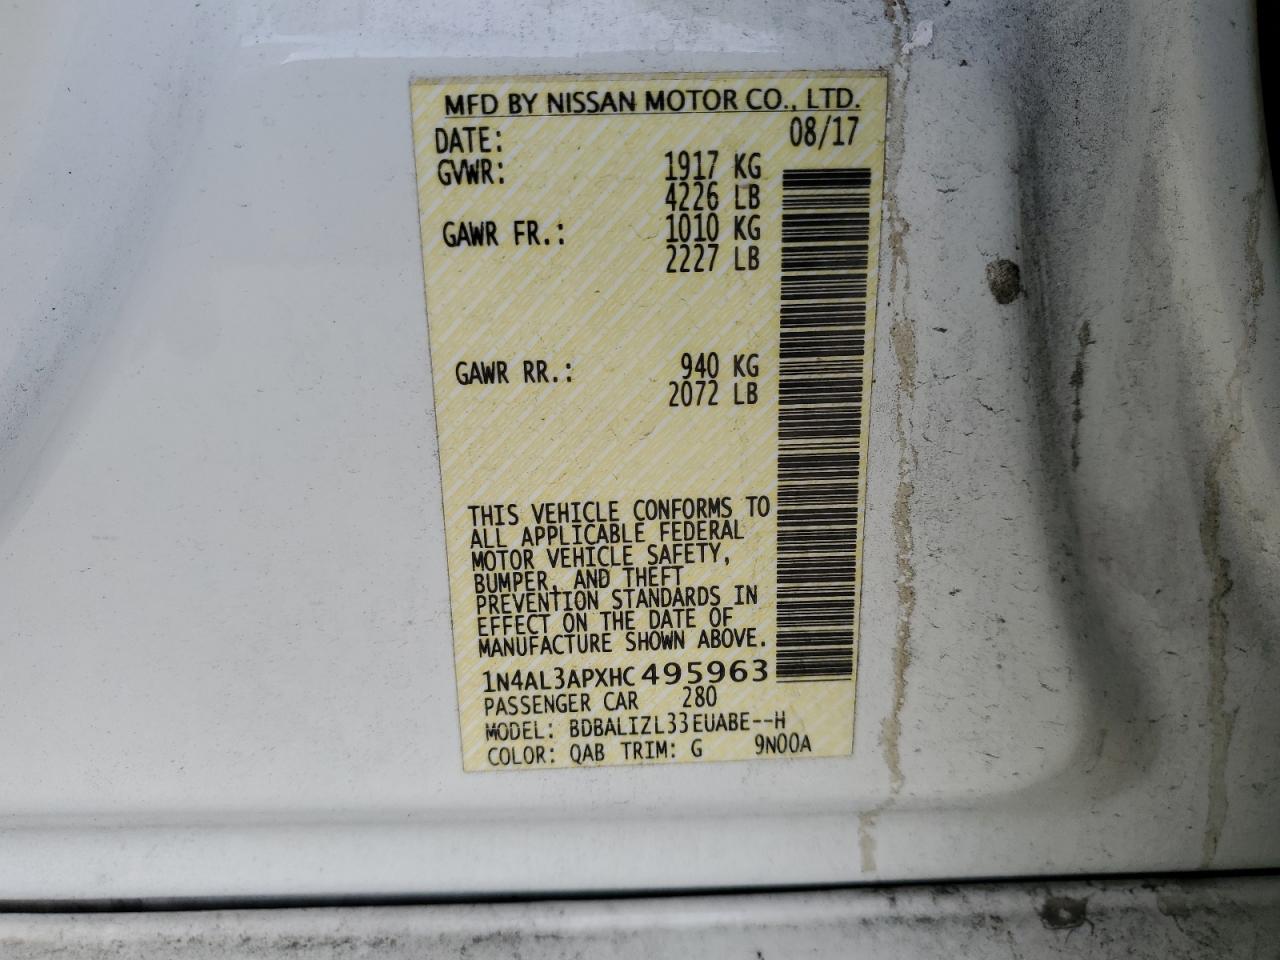 MFD BY NISSAN MOTOR CO., LTD.
DATE: 08/17
GVWR: 1917 KG
4226 LB
GAWR FR.: 1010 KG
2227 LB
GAWR RR.: 940 KG
2072 LB
THIS VEHICLE CONFORMS TO
ALL APPLICABLE FEDERAL
MOTOR VEHICLE SAFETY,
BUMPER, AND THEFT
PREVENTION STANDARDS IN
EFFECT ON THE DATE OF
MANUFACTURE SHOWN ABOVE.
1N4AL3APXHC495963
PASSENGER CAR 280
MODEL: BDBALIZL33EUABE--H
COLOR: QAB TRIM: G 9N00A